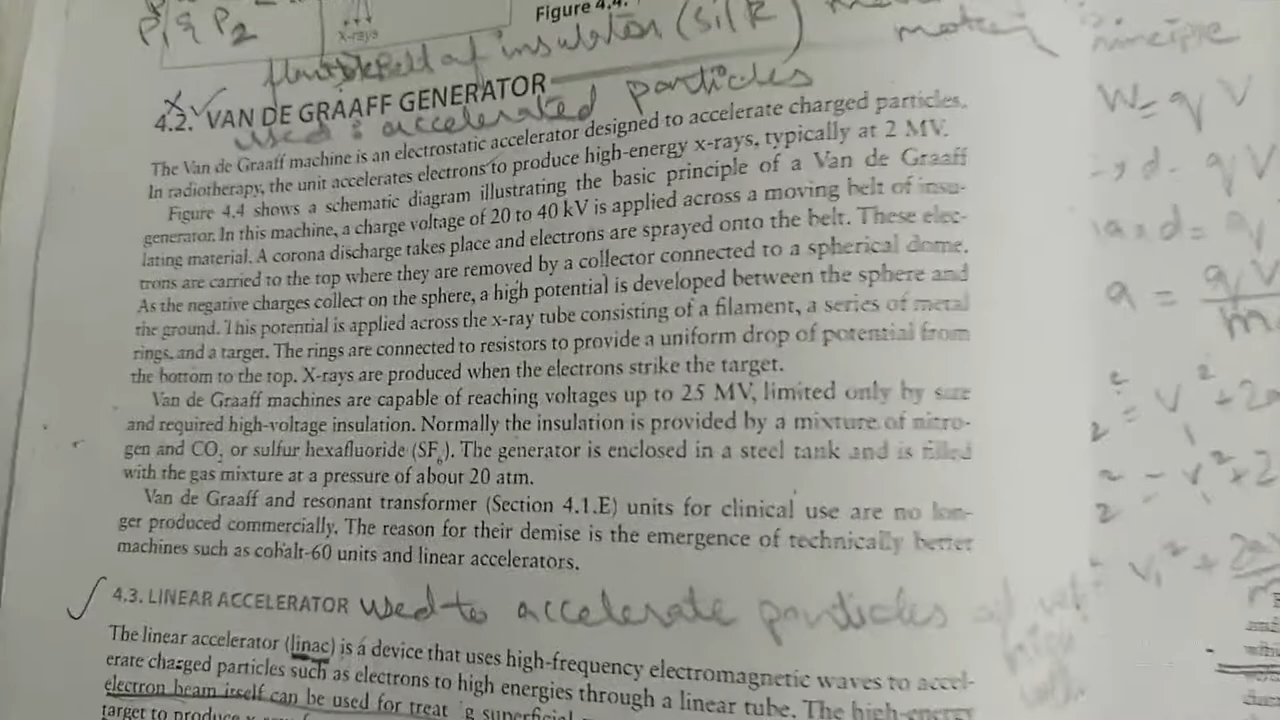 Figure 4.4.
P1 & P2
X-rays
belt of insulator (silk)
4.2. VAN DE GRAAFF GENERATOR
used : accelerated particles
The Van de Graaff machine is an electrostatic accelerator designed to accelerate charged particles.
In radiotherapy, the unit accelerates electrons to produce high-energy x-rays, typically at 2 MV.
Figure 4.4 shows a schematic diagram illustrating the basic principle of a Van de Graaff
generator. In this machine, a charge voltage of 20 to 40 kV is applied across a moving belt of insu-
lating material. A corona discharge takes place and electrons are sprayed onto the belt. These elec-
trons are carried to the top where they are removed by a collector connected to a spherical dome.
As the negative charges collect on the sphere, a high potential is developed between the sphere and
the ground. This potential is applied across the x-ray tube consisting of a filament, a series of metal
rings, and a target. The rings are connected to resistors to provide a uniform drop of potential from
the bottom to the top. X-rays are produced when the electrons strike the target.
Van de Graaff machines are capable of reaching voltages up to 25 MV, limited only by size
and required high-voltage insulation. Normally the insulation is provided by a mixture of nitro-
gen and CO2 or sulfur hexafluoride (SF6). The generator is enclosed in a steel tank and is filled
with the gas mixture at a pressure of about 20 atm.
Van de Graaff and resonant transformer (Section 4.1.E) units for clinical use are no lon-
ger produced commercially. The reason for their demise is the emergence of technically better
machines such as cobalt-60 units and linear accelerators.
4.3. LINEAR ACCELERATOR used to accelerate particles
The linear accelerator (linac) is a device that uses high-frequency electromagnetic waves to accel-
erate charged particles such as electrons to high energies through a linear tube. The high-energy
electron beam itself can be used for treat g superficial
target to produce x
principle
W = qV
d = qV
a x d = q
a = qV
m